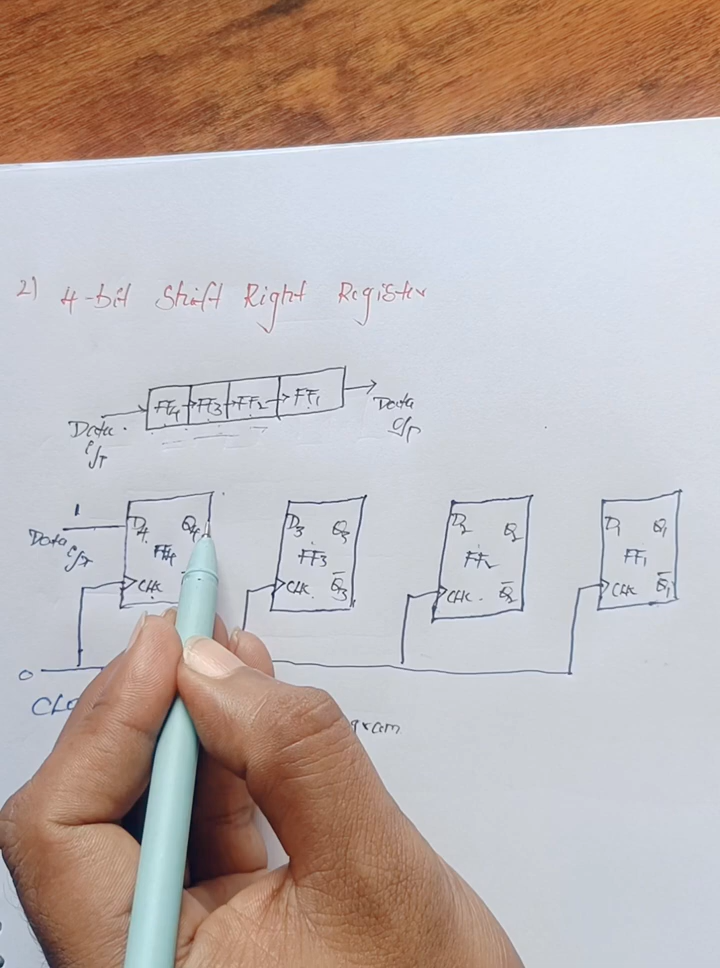 2) 4-bit Shift Right Register
FF4 FF3 FF2 FF1
Data i/r
Data o/p
1
Data i/r
D4 Q4 D3 Q3 D2 Q2 D1 Q1
FF4 FF3 FF2 FF1
CLK CLK. Q̅3 CLK. Q̅2 CLK Q̅1